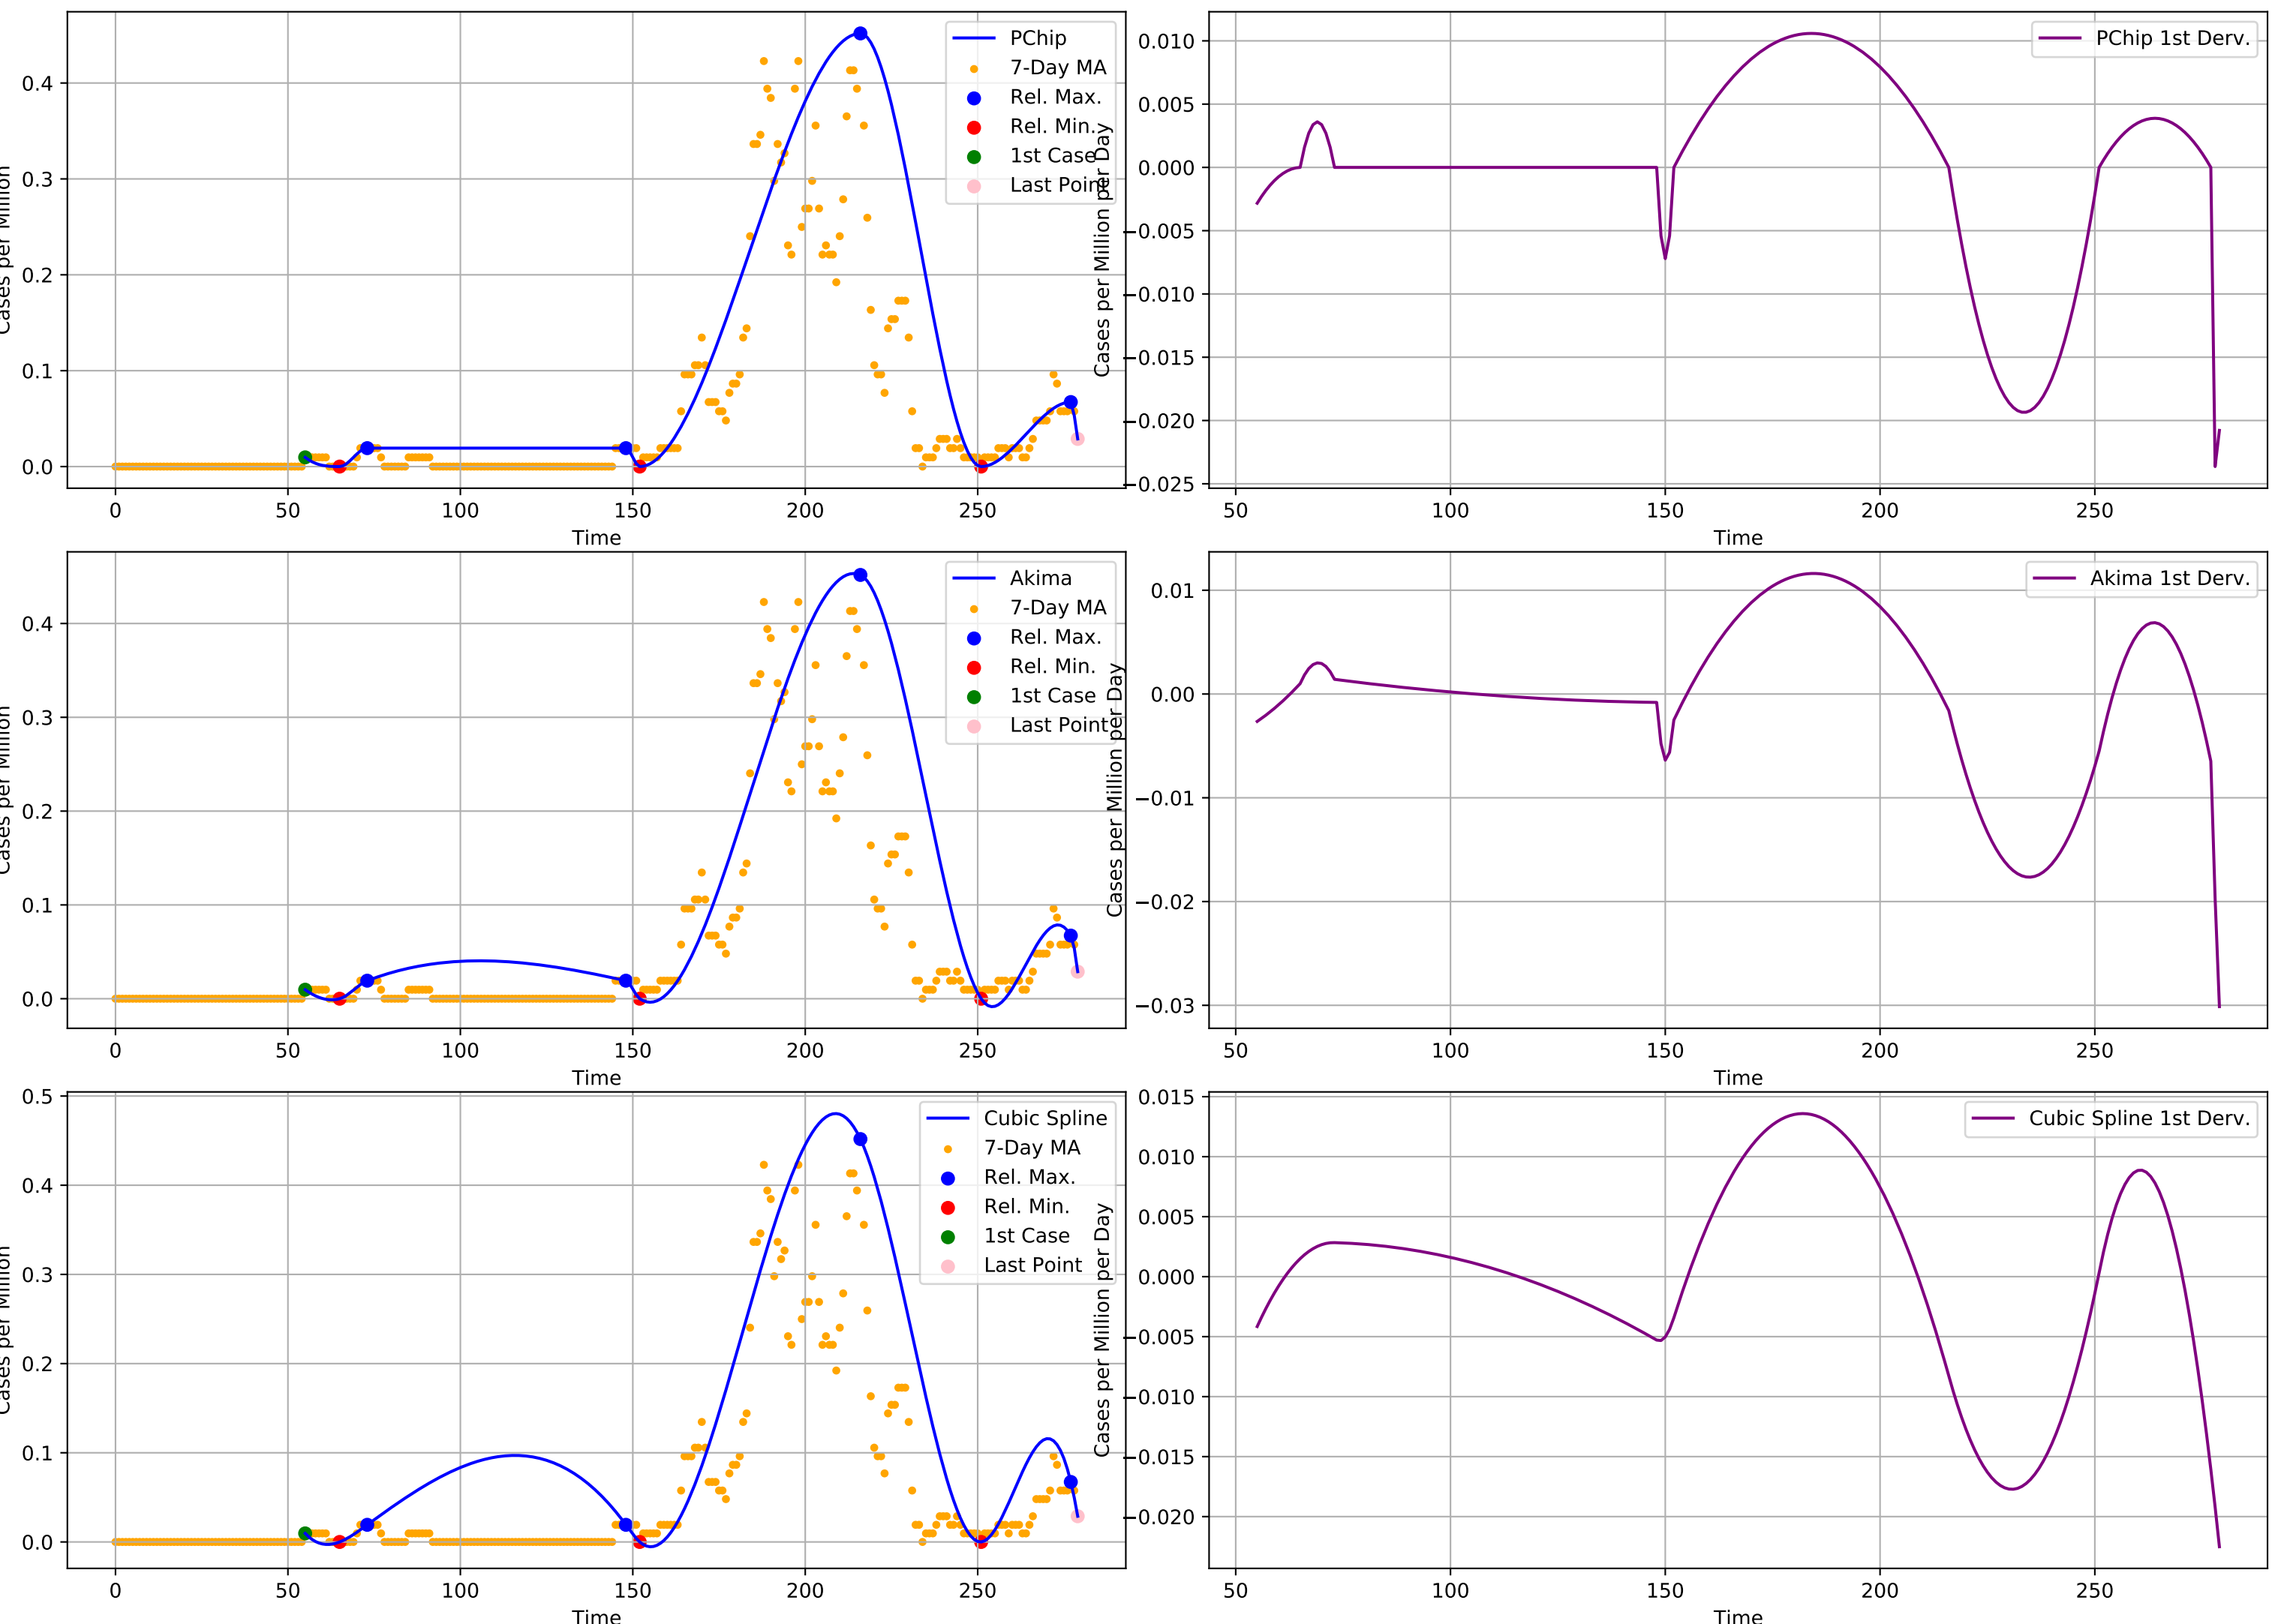 PChip
7-Day MA
Rel. Max.
Rel. Min.
1st Case
Last Point
0.4
0.3
0.2
0.1
0.0
Cases per Million
0 50 100 150 200 250
Time
PChip 1st Derv.
0.010
0.005
0.000
−0.005
−0.010
−0.015
−0.020
−0.025
Cases per Million per Day
50 100 150 200 250
Time
Akima
7-Day MA
Rel. Max.
Rel. Min.
1st Case
Last Point
0.4
0.3
0.2
0.1
0.0
Cases per Million
0 50 100 150 200 250
Time
Akima 1st Derv.
0.01
0.00
−0.01
−0.02
−0.03
Cases per Million per Day
50 100 150 200 250
Time
Cubic Spline
7-Day MA
Rel. Max.
Rel. Min.
1st Case
Last Point
0.5
0.4
0.3
0.2
0.1
0.0
Cases per Million
0 50 100 150 200 250
Time
Cubic Spline 1st Derv.
0.015
0.010
0.005
0.000
−0.005
−0.010
−0.015
−0.020
Cases per Million per Day
50 100 150 200 250
Time